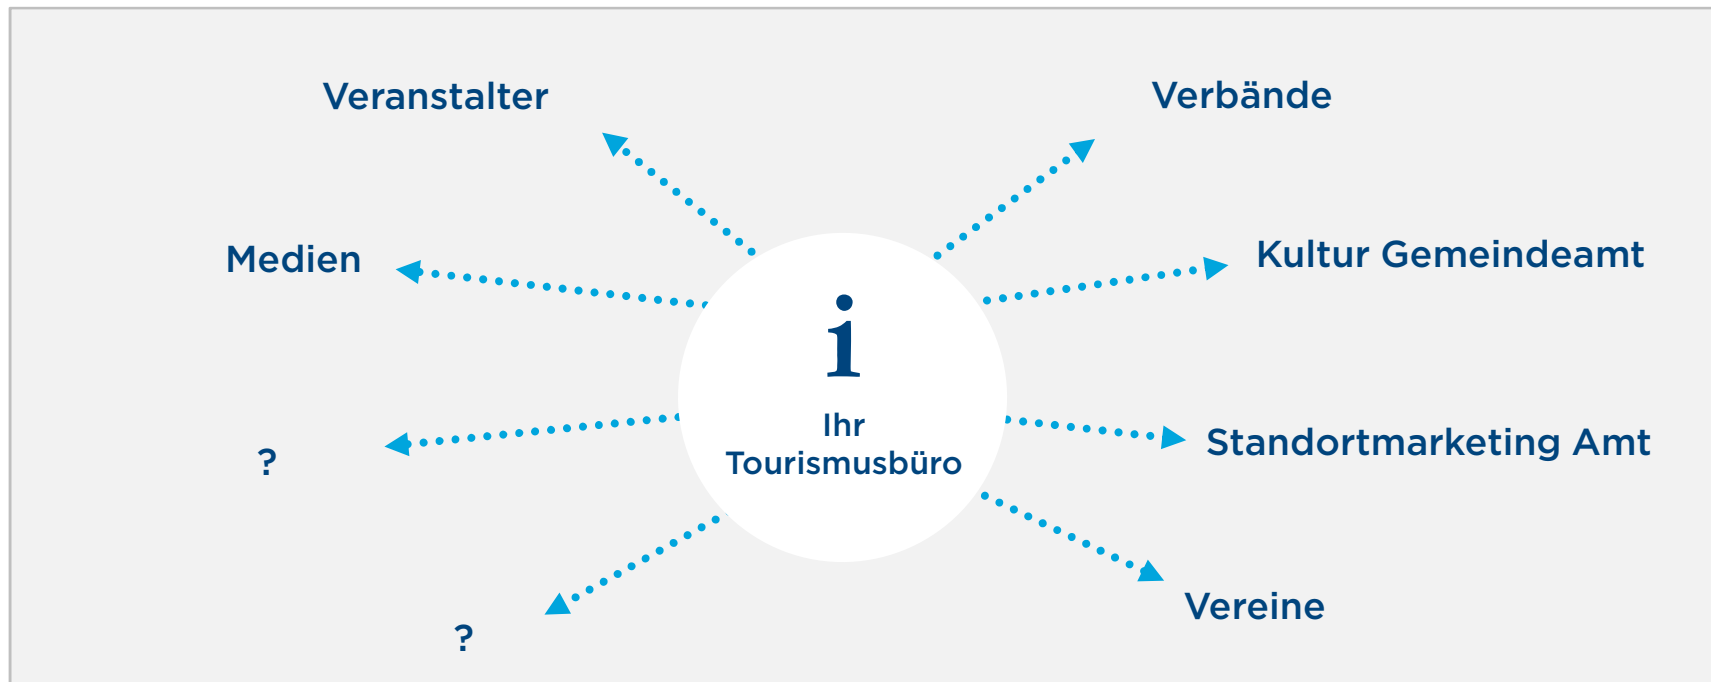 Veranstalter
Verbände
Medien
Kultur Gemeindeamt
i
Ihr
Tourismusbüro
?
Standortmarketing Amt
?
Vereine